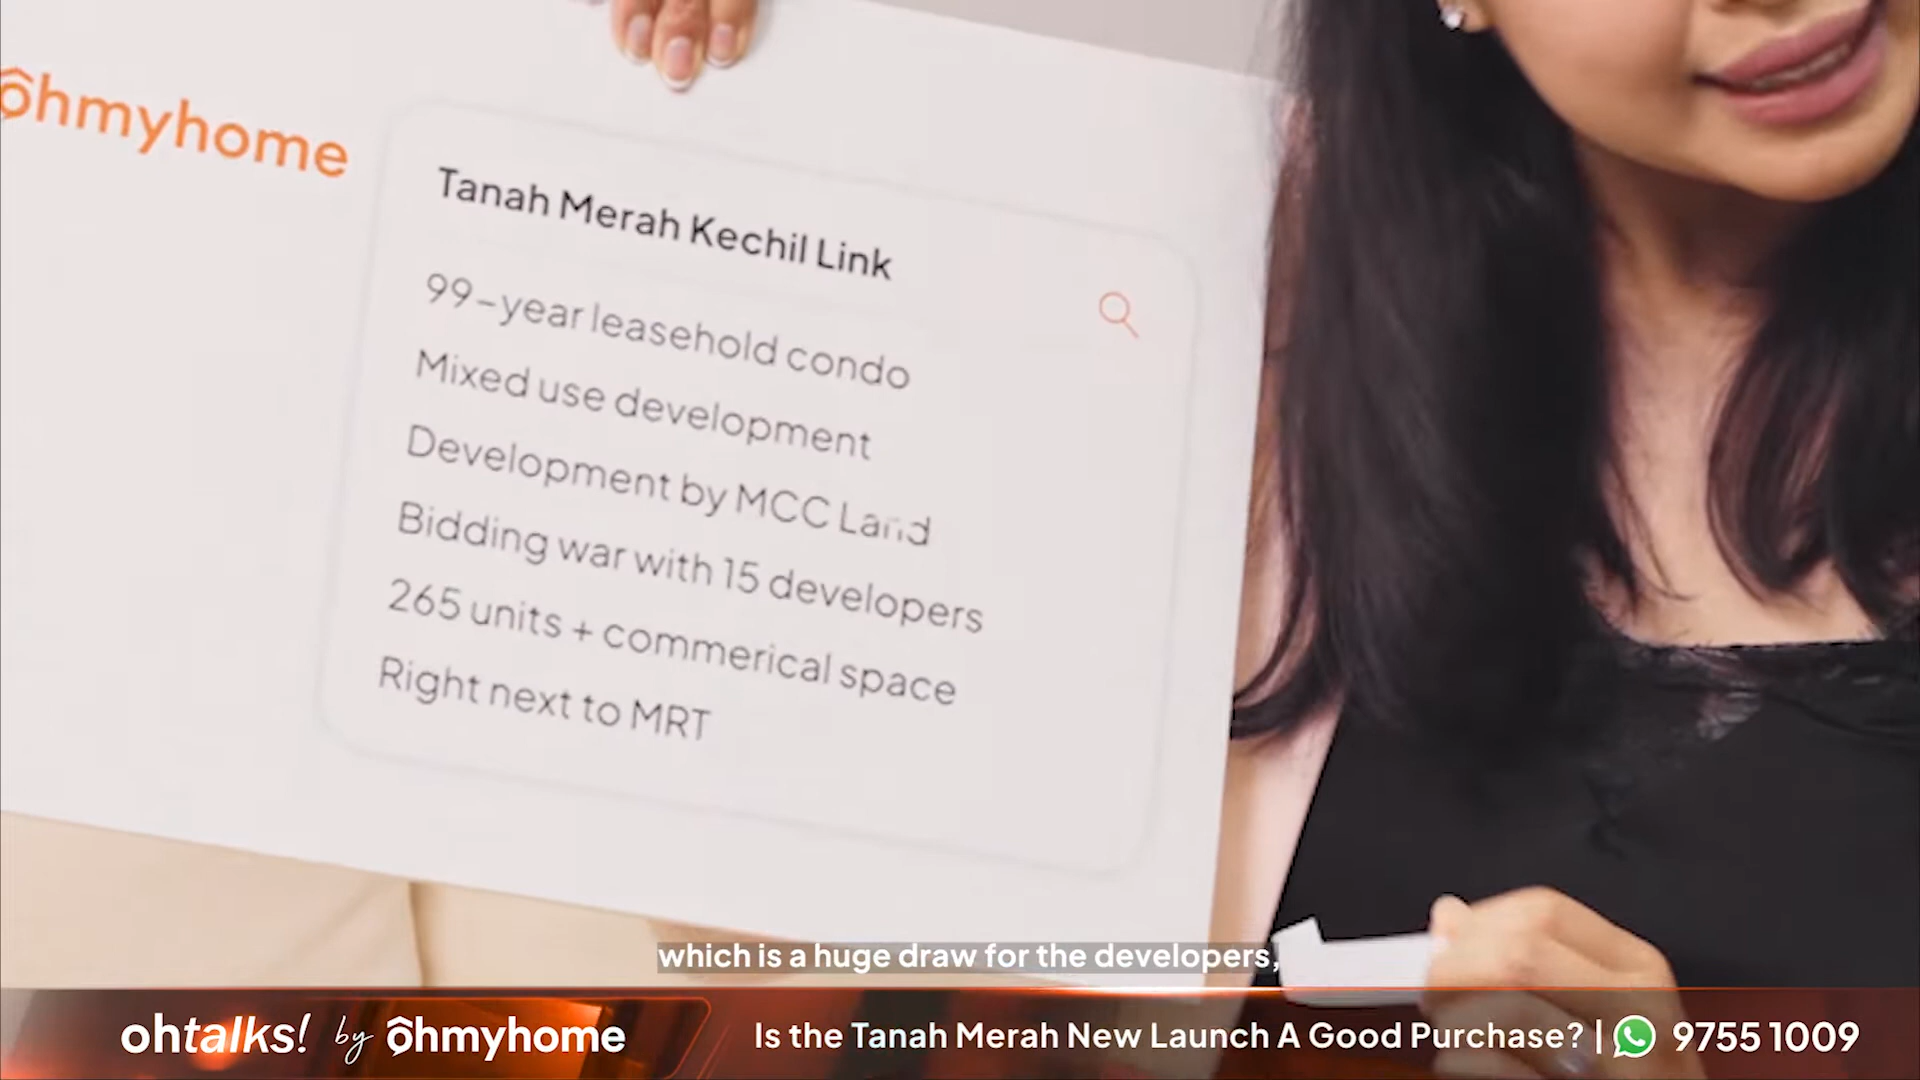 ôhmyhome
Tanah Merah Kechil Link
99-year leasehold condo
Mixed use development
Development by MCC Land
Bidding war with 15 developers
265 units + commerical space
Right next to MRT
which is a huge draw for the developers,
ohtalks! by ôhmyhome
Is the Tanah Merah New Launch A Good Purchase? | 9755 1009